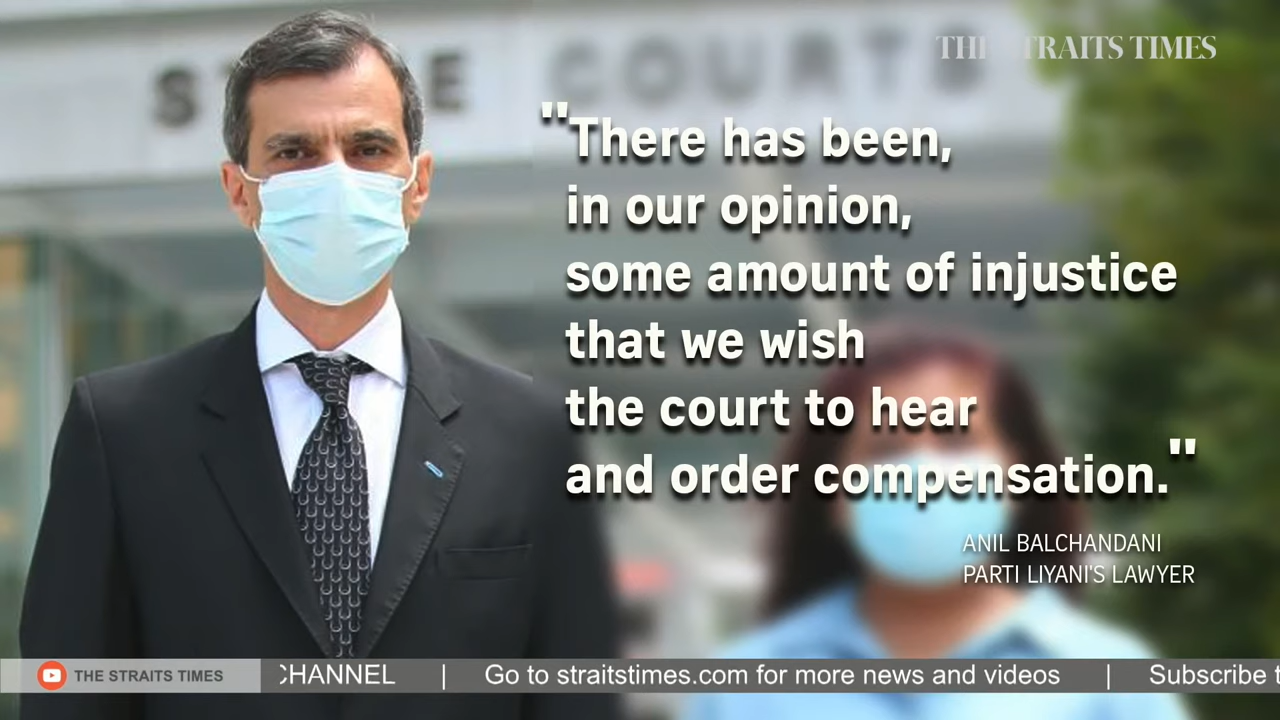 STATE COURTS
THE STRAITS TIMES
"There has been,
in our opinion,
some amount of injustice
that we wish
the court to hear
and order compensation."
ANIL BALCHANDANI
PARTI LIYANI'S LAWYER
THE STRAITS TIMES
CHANNEL | Go to straitstimes.com for more news and videos | Subscribe t